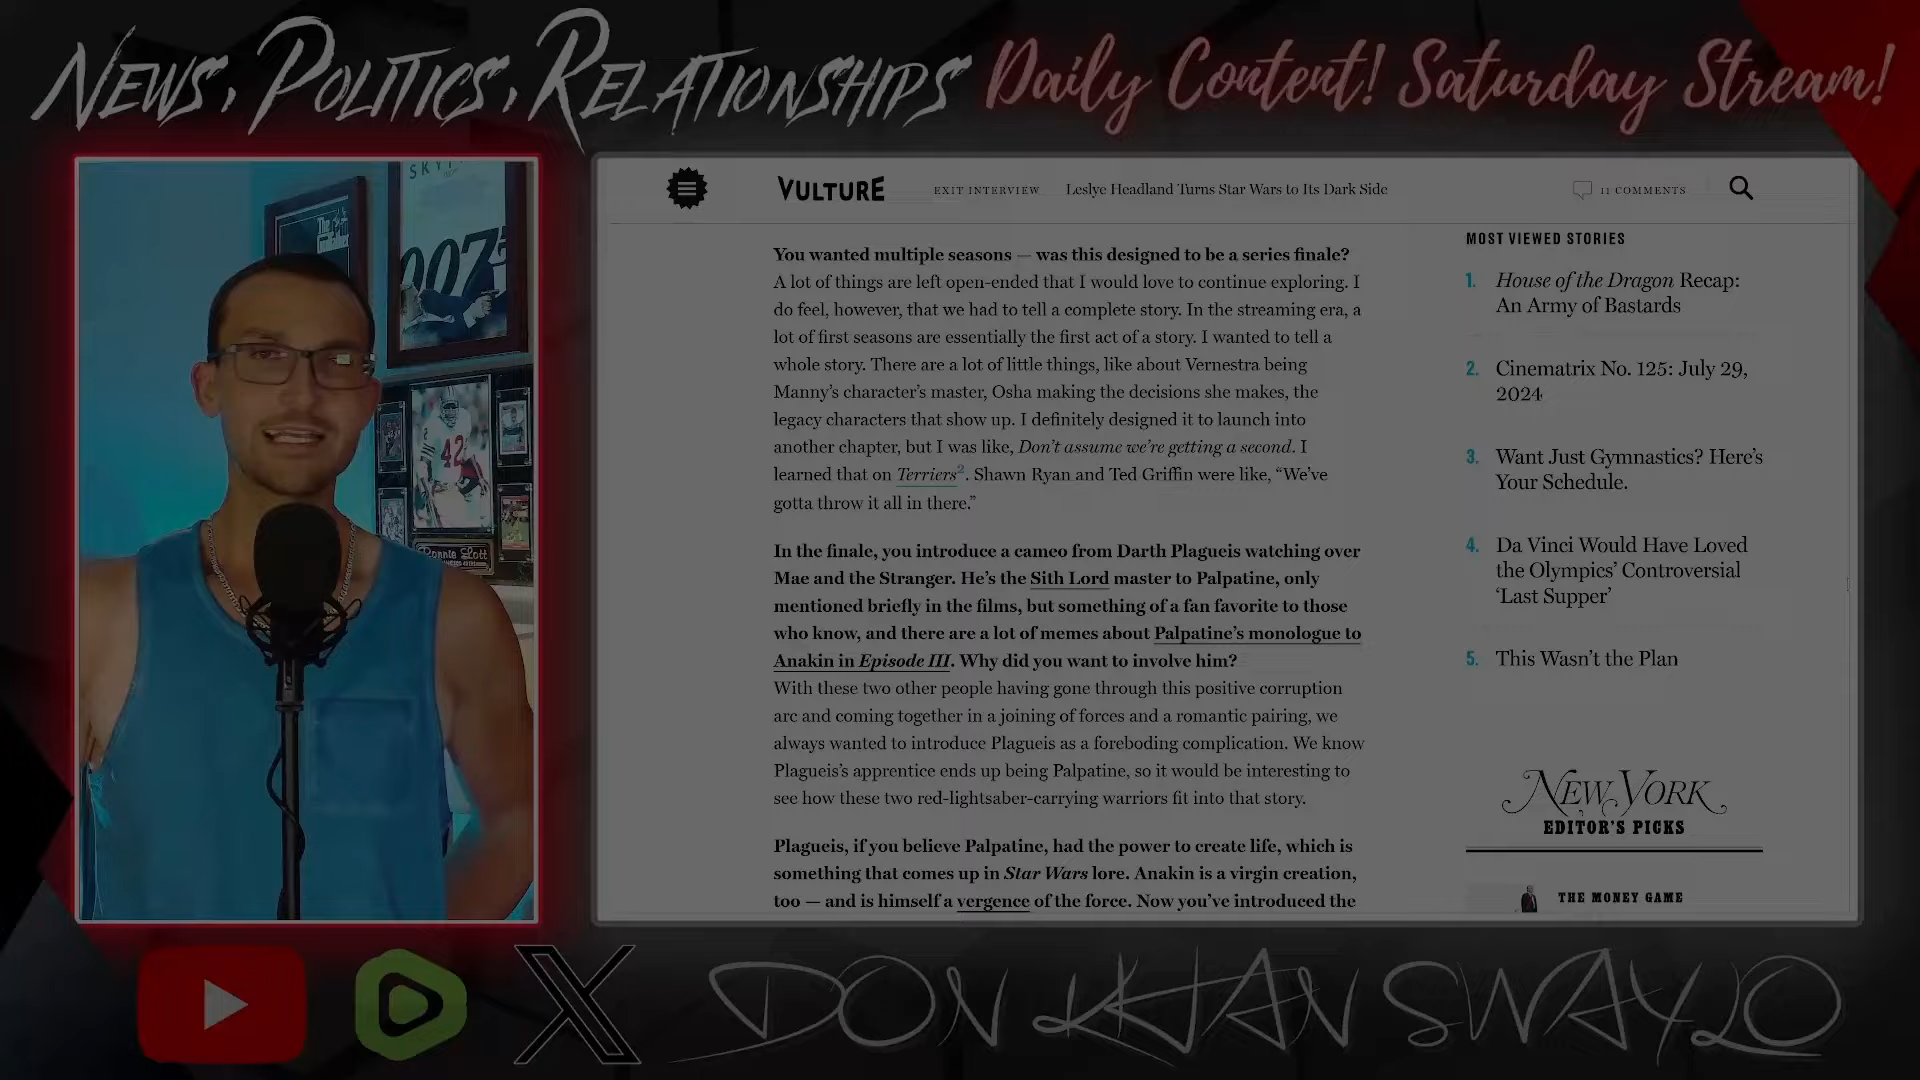 NEWS, POLITICS, RELATIONSHIPS Daily Content! Saturday Stream!
SKYF
007
The
42
Ronnie Lott
VULTURE
EXIT INTERVIEW Leslye Headland Turns Star Wars to Its Dark Side
11 COMMENTS
You wanted multiple seasons — was this designed to be a series finale?
A lot of things are left open-ended that I would love to continue exploring. I
do feel, however, that we had to tell a complete story. In the streaming era, a
lot of first seasons are essentially the first act of a story. I wanted to tell a
whole story. There are a lot of little things, like about Vernestra being
Manny’s character’s master, Osha making the decisions she makes, the
legacy characters that show up. I definitely designed it to launch into
another chapter, but I was like, Don’t assume we’re getting a second. I
learned that on Terriers2. Shawn Ryan and Ted Griffin were like, “We’ve
gotta throw it all in there.”
In the finale, you introduce a cameo from Darth Plagueis watching over
Mae and the Stranger. He’s the Sith Lord master to Palpatine, only
mentioned briefly in the films, but something of a fan favorite to those
who know, and there are a lot of memes about Palpatine’s monologue to
Anakin in Episode III. Why did you want to involve him?
With these two other people having gone through this positive corruption
arc and coming together in a joining of forces and a romantic pairing, we
always wanted to introduce Plagueis as a foreboding complication. We know
Plagueis’s apprentice ends up being Palpatine, so it would be interesting to
see how these two red-lightsaber-carrying warriors fit into that story.
Plagueis, if you believe Palpatine, had the power to create life, which is
something that comes up in Star Wars lore. Anakin is a virgin creation,
too — and is himself a vergence of the force. Now you’ve introduced the
MOST VIEWED STORIES
1. House of the Dragon Recap:
An Army of Bastards
2. Cinematrix No. 125: July 29,
2024
3. Want Just Gymnastics? Here’s
Your Schedule.
4. Da Vinci Would Have Loved
the Olympics’ Controversial
‘Last Supper’
5. This Wasn’t the Plan
NEW YORK
EDITOR’S PICKS
THE MONEY GAME
X DON KHAN SWAYLO